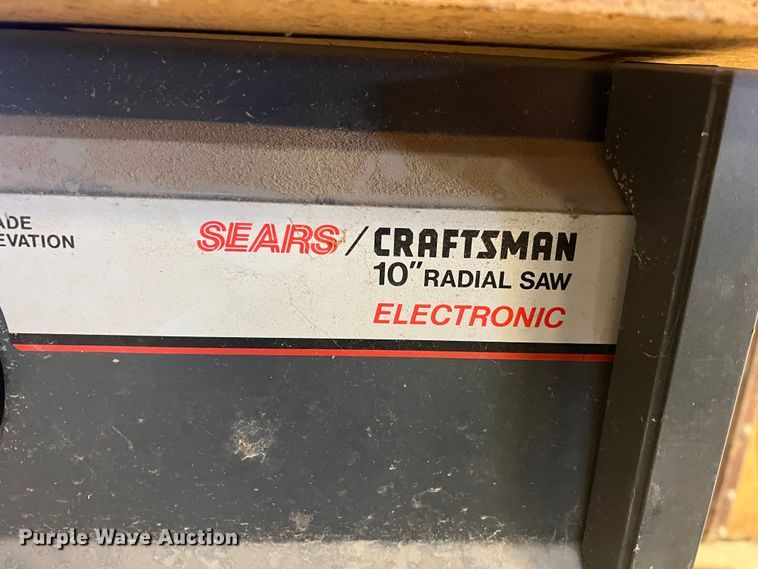 ADE
EVATION
SEARS / CRAFTSMAN
10" RADIAL SAW
ELECTRONIC
Purple Wave Auction